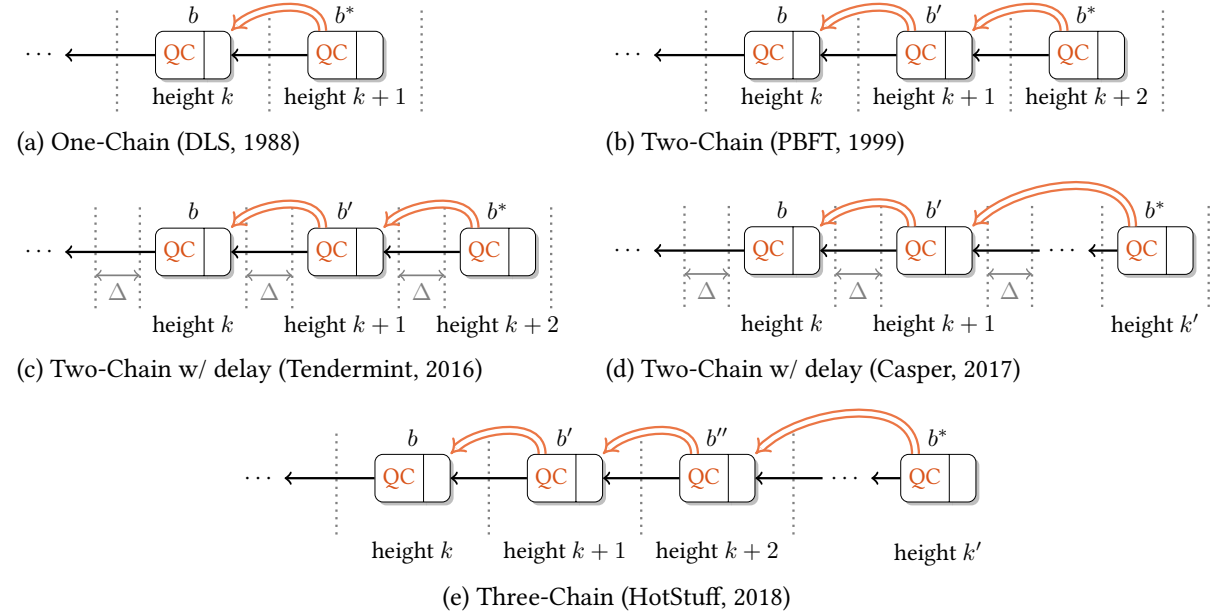 b b*
··· QC QC
height k height k + 1
(a) One-Chain (DLS, 1988)
b b′ b*
··· QC QC QC
height k height k + 1 height k + 2
(b) Two-Chain (PBFT, 1999)
b b′ b*
··· QC QC QC
Δ Δ Δ
height k height k + 1 height k + 2
(c) Two-Chain w/ delay (Tendermint, 2016)
b b′ b*
··· QC QC ··· QC
Δ Δ Δ
height k height k + 1 height k′
(d) Two-Chain w/ delay (Casper, 2017)
b b′ b′′ b*
··· QC QC QC ··· QC
height k height k + 1 height k + 2 height k′
(e) Three-Chain (HotStuff, 2018)